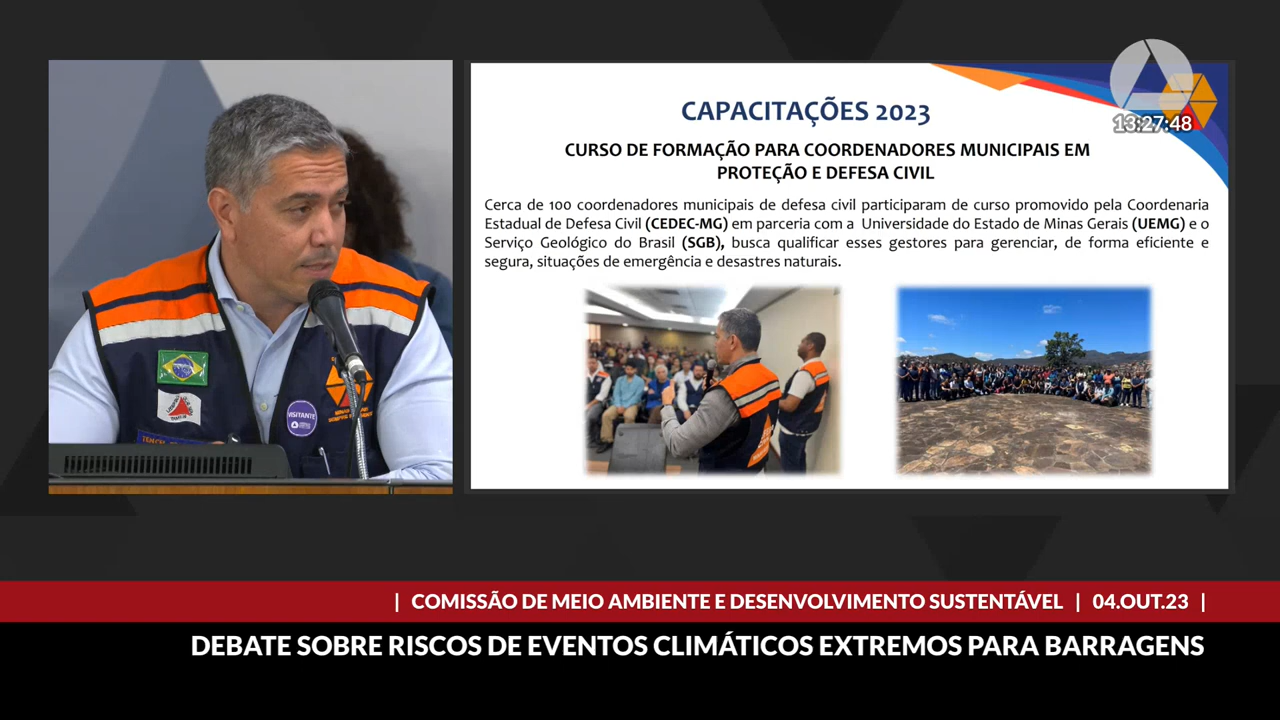 13:27:48
CAPACITAÇÕES 2023
CURSO DE FORMAÇÃO PARA COORDENADORES MUNICIPAIS EM
PROTEÇÃO E DEFESA CIVIL
Cerca de 100 coordenadores municipais de defesa civil participaram de curso promovido pela Coordenaria
Estadual de Defesa Civil (CEDEC-MG) em parceria com a Universidade do Estado de Minas Gerais (UEMG) e o
Serviço Geológico do Brasil (SGB), busca qualificar esses gestores para gerenciar, de forma eficiente e
segura, situações de emergência e desastres naturais.
VISITANTE
| COMISSÃO DE MEIO AMBIENTE E DESENVOLVIMENTO SUSTENTÁVEL | 04.OUT.23 |
DEBATE SOBRE RISCOS DE EVENTOS CLIMÁTICOS EXTREMOS PARA BARRAGENS